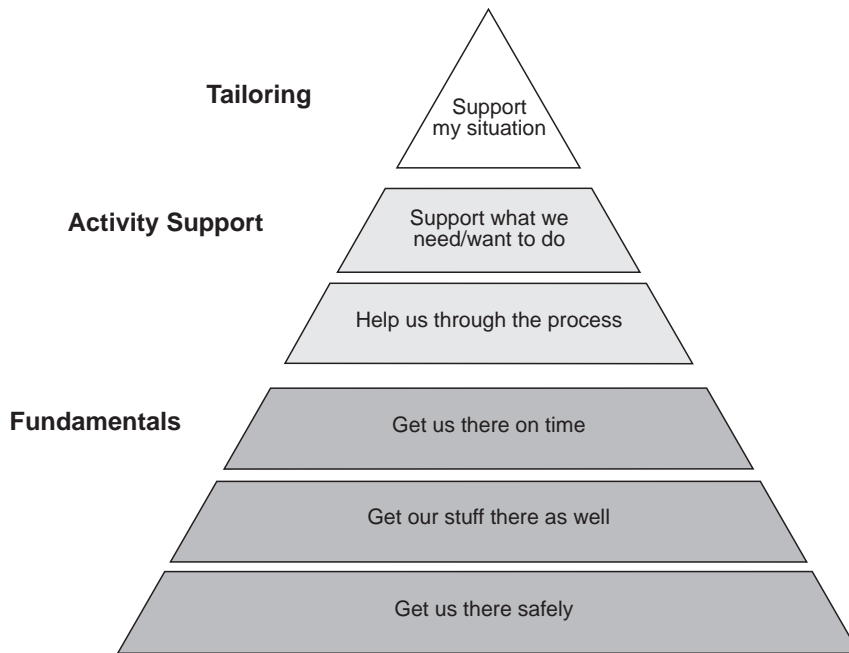 Tailoring
Support
my situation
Activity Support
Support what we
need/want to do
Help us through the process
Fundamentals
Get us there on time
Get our stuff there as well
Get us there safely